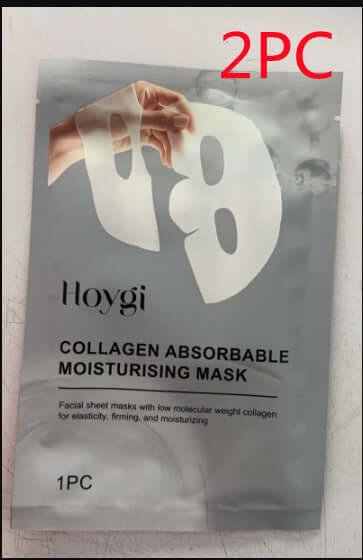 2PC
Hoygi
COLLAGEN ABSORBABLE
MOISTURISING MASK
Facial sheet masks with low molecular weight collagen
for elasticity, firming, and moisturizing
1PC